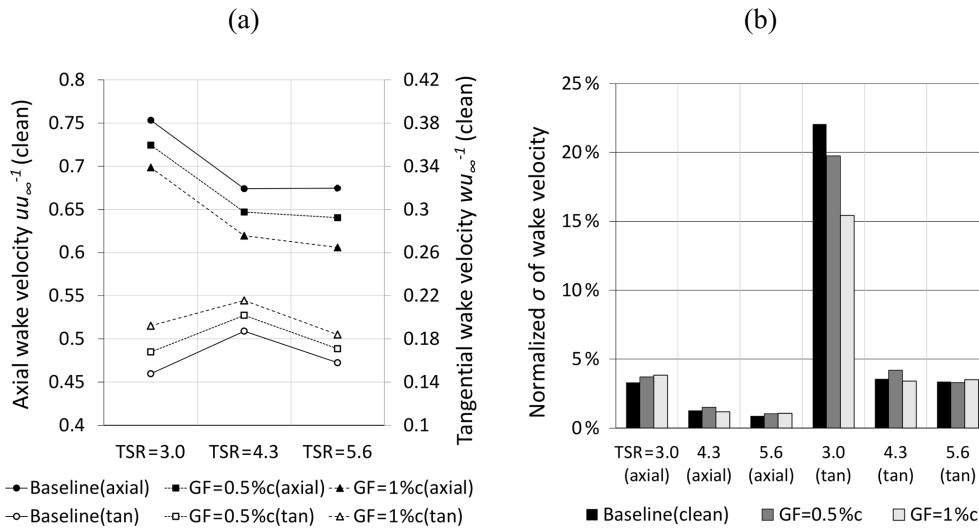 (a)
(b)
Axial wake velocity uu∞⁻¹ (clean)
0.8
0.75
0.7
0.65
0.6
0.55
0.5
0.45
0.4
0.42
0.38
0.34
0.3
0.26
0.22
0.18
0.14
0.1
Tangential wake velocity wu∞⁻¹ (clean)
TSR=3.0 TSR=4.3 TSR=5.6
Baseline(axial) GF=0.5%c(axial) GF=1%c(axial)
Baseline(tan) GF=0.5%c(tan) GF=1%c(tan)
Normalized σ of wake velocity
25%
20%
15%
10%
5%
0%
TSR=3.0 4.3 5.6 3.0 4.3 5.6
(axial) (axial) (axial) (tan) (tan) (tan)
Baseline(clean) GF=0.5%c GF=1%c